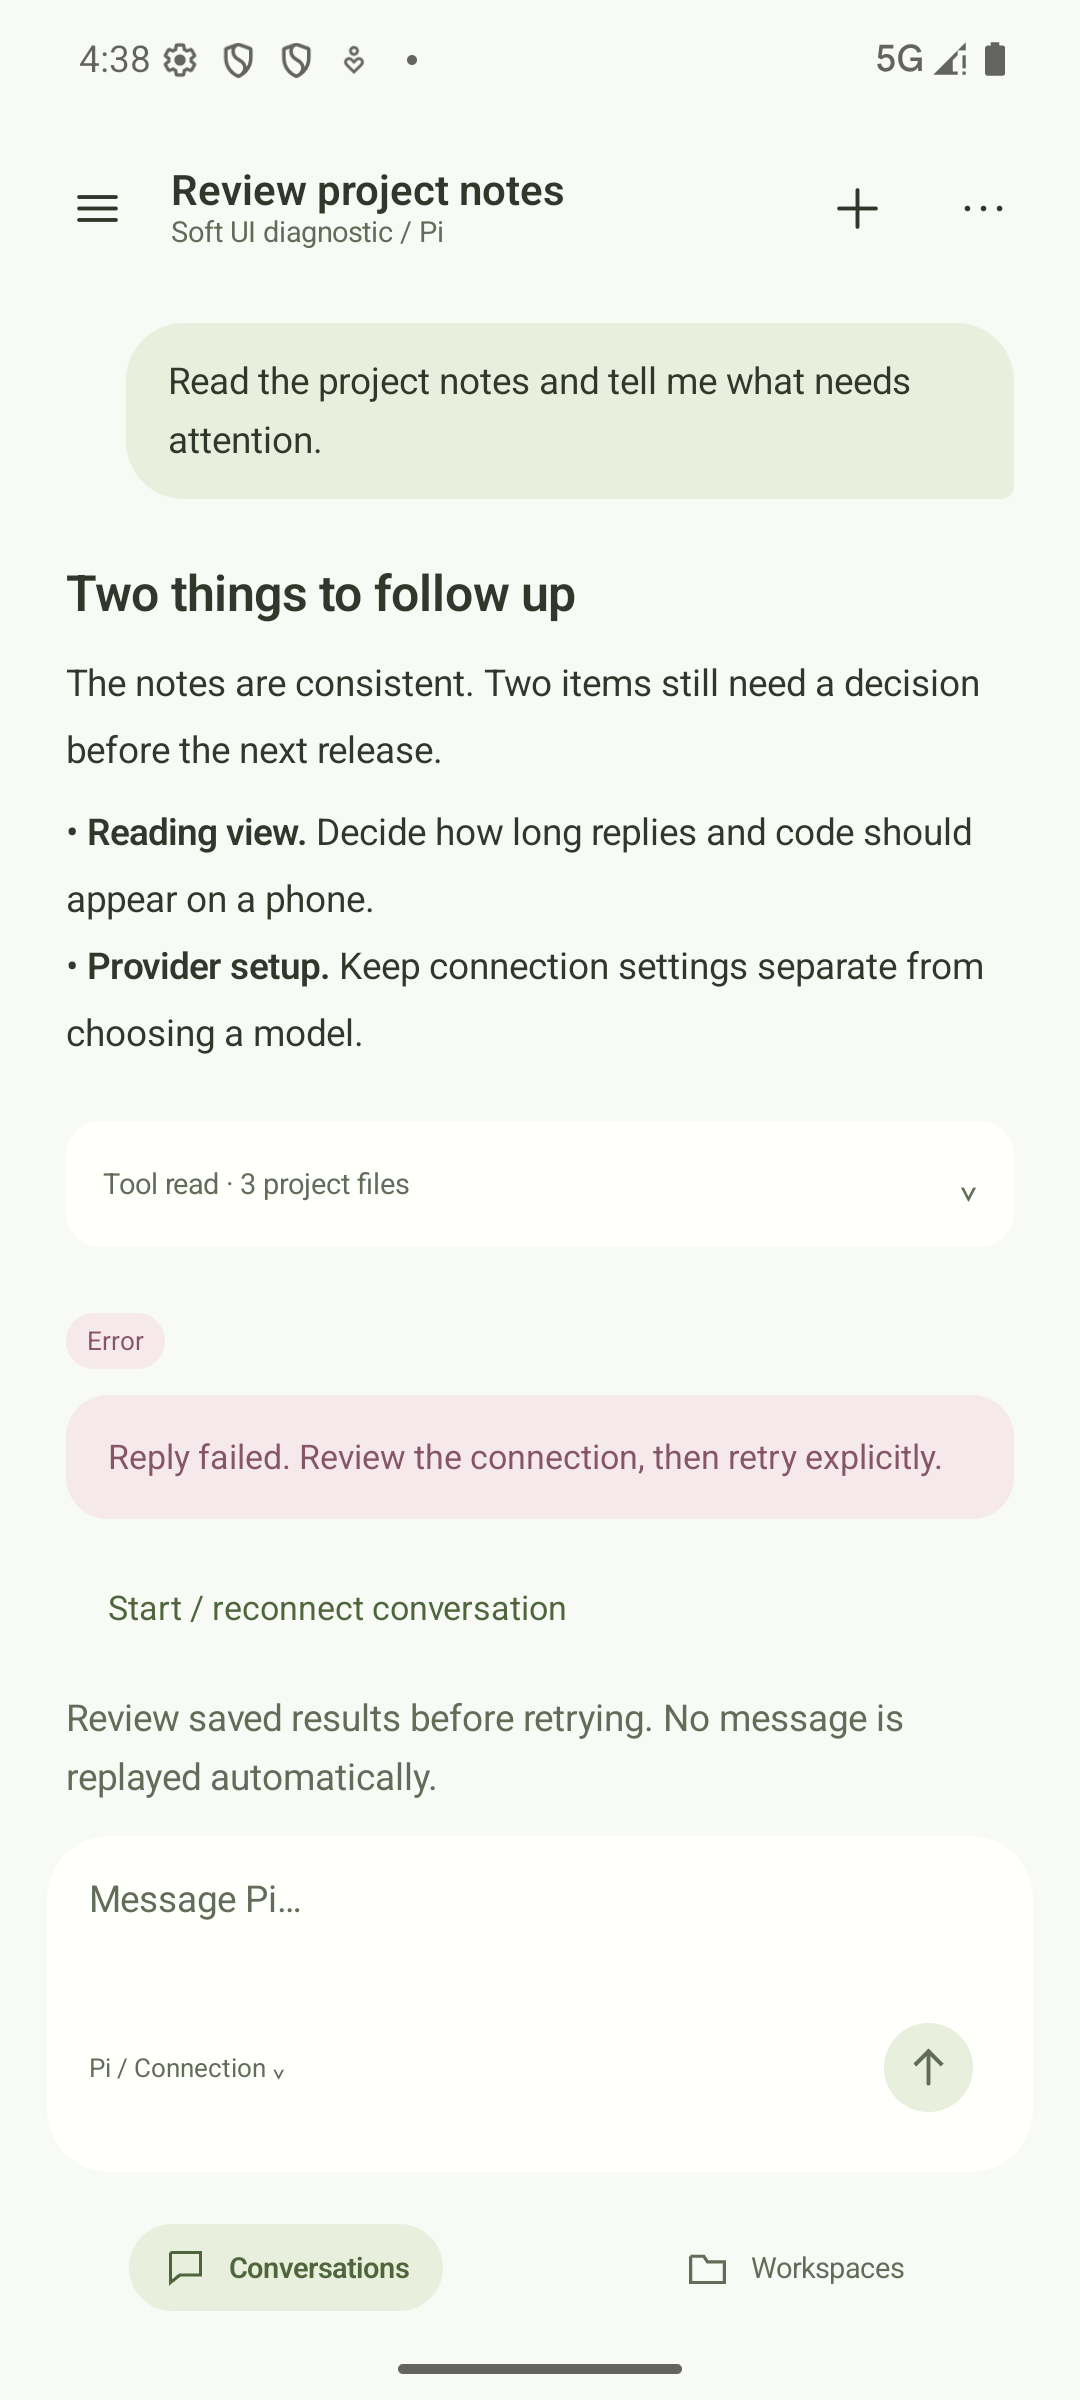 4:38
5G
Review project notes
Soft UI diagnostic / Pi
Read the project notes and tell me what needs
attention.
Two things to follow up
The notes are consistent. Two items still need a decision
before the next release.
• Reading view. Decide how long replies and code should
appear on a phone.
• Provider setup. Keep connection settings separate from
choosing a model.
Tool read · 3 project files
Error
Reply failed. Review the connection, then retry explicitly.
Start / reconnect conversation
Review saved results before retrying. No message is
replayed automatically.
Message Pi…
Pi / Connection
Conversations
Workspaces